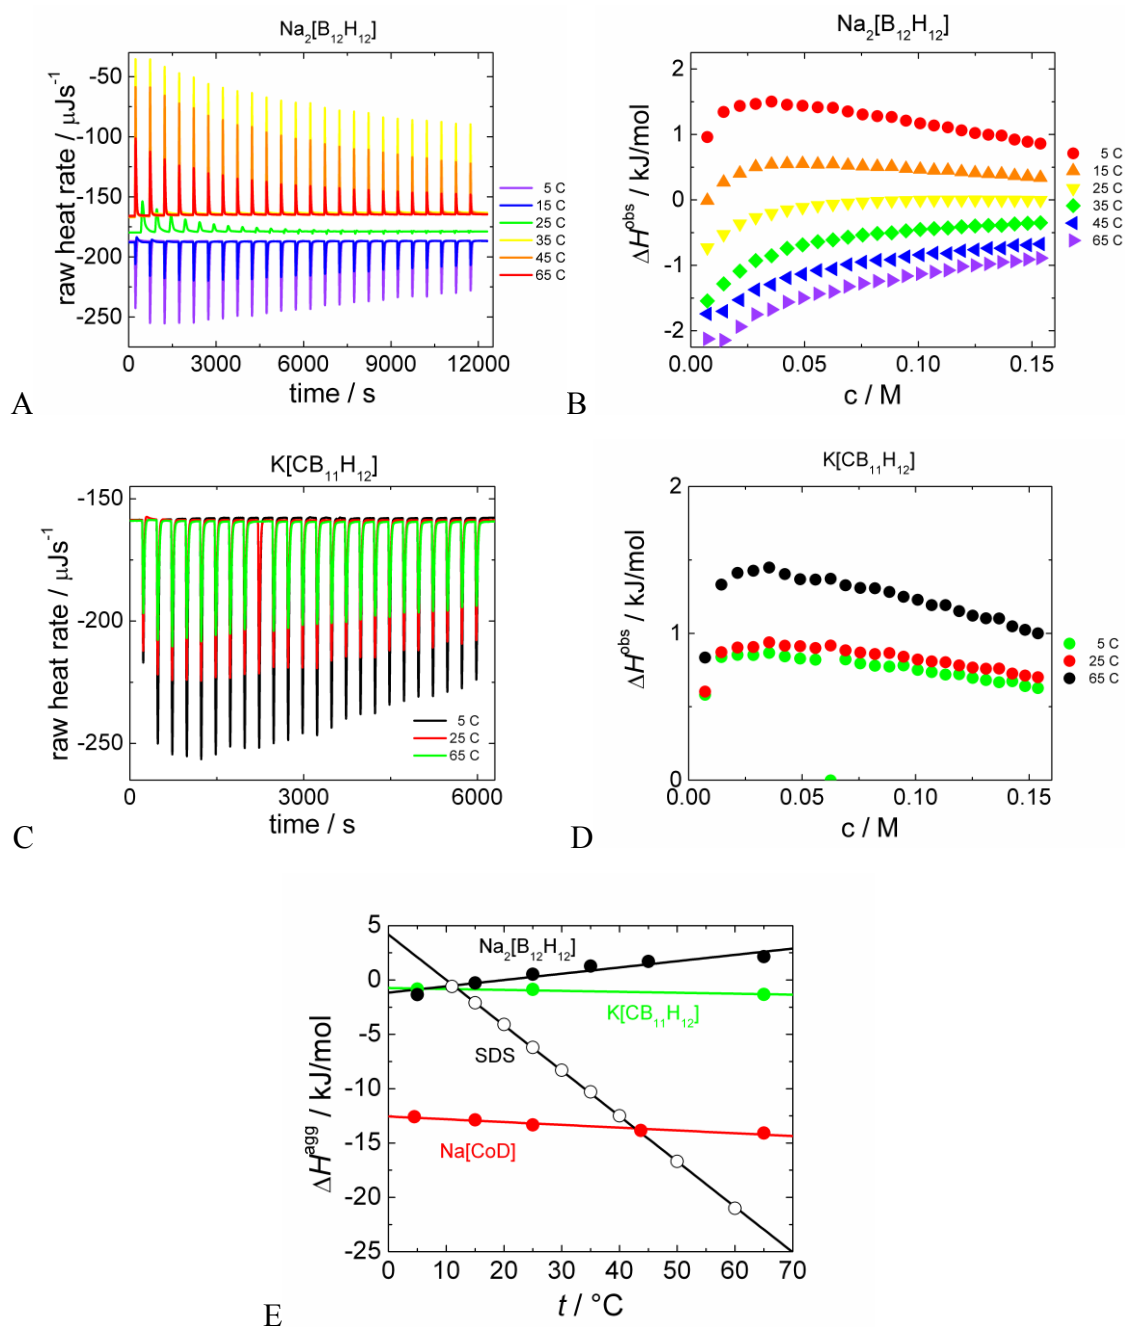 Na₂[B₁₂H₁₂]
raw heat rate / μJs⁻¹
-50
-100
-150
-200
-250
0 3000 6000 9000 12000
time / s
5 C
15 C
25 C
35 C
45 C
65 C
A
Na₂[B₁₂H₁₂]
ΔHᵒᵇˢ / kJ/mol
2
1
0
-1
-2
0.00 0.05 0.10 0.15
c / M
5 C
15 C
25 C
35 C
45 C
65 C
B
K[CB₁₁H₁₂]
raw heat rate / μJs⁻¹
-150
-200
-250
0 3000 6000
time / s
5 C
25 C
65 C
C
K[CB₁₁H₁₂]
ΔHᵒᵇˢ / kJ/mol
2
1
0
0.00 0.05 0.10 0.15
c / M
5 C
25 C
65 C
D
ΔHᵃᵍᵍ / kJ/mol
5
0
-5
-10
-15
-20
-25
Na₂[B₁₂H₁₂]
K[CB₁₁H₁₂]
SDS
Na[CoD]
0 10 20 30 40 50 60 70
t / °C
E